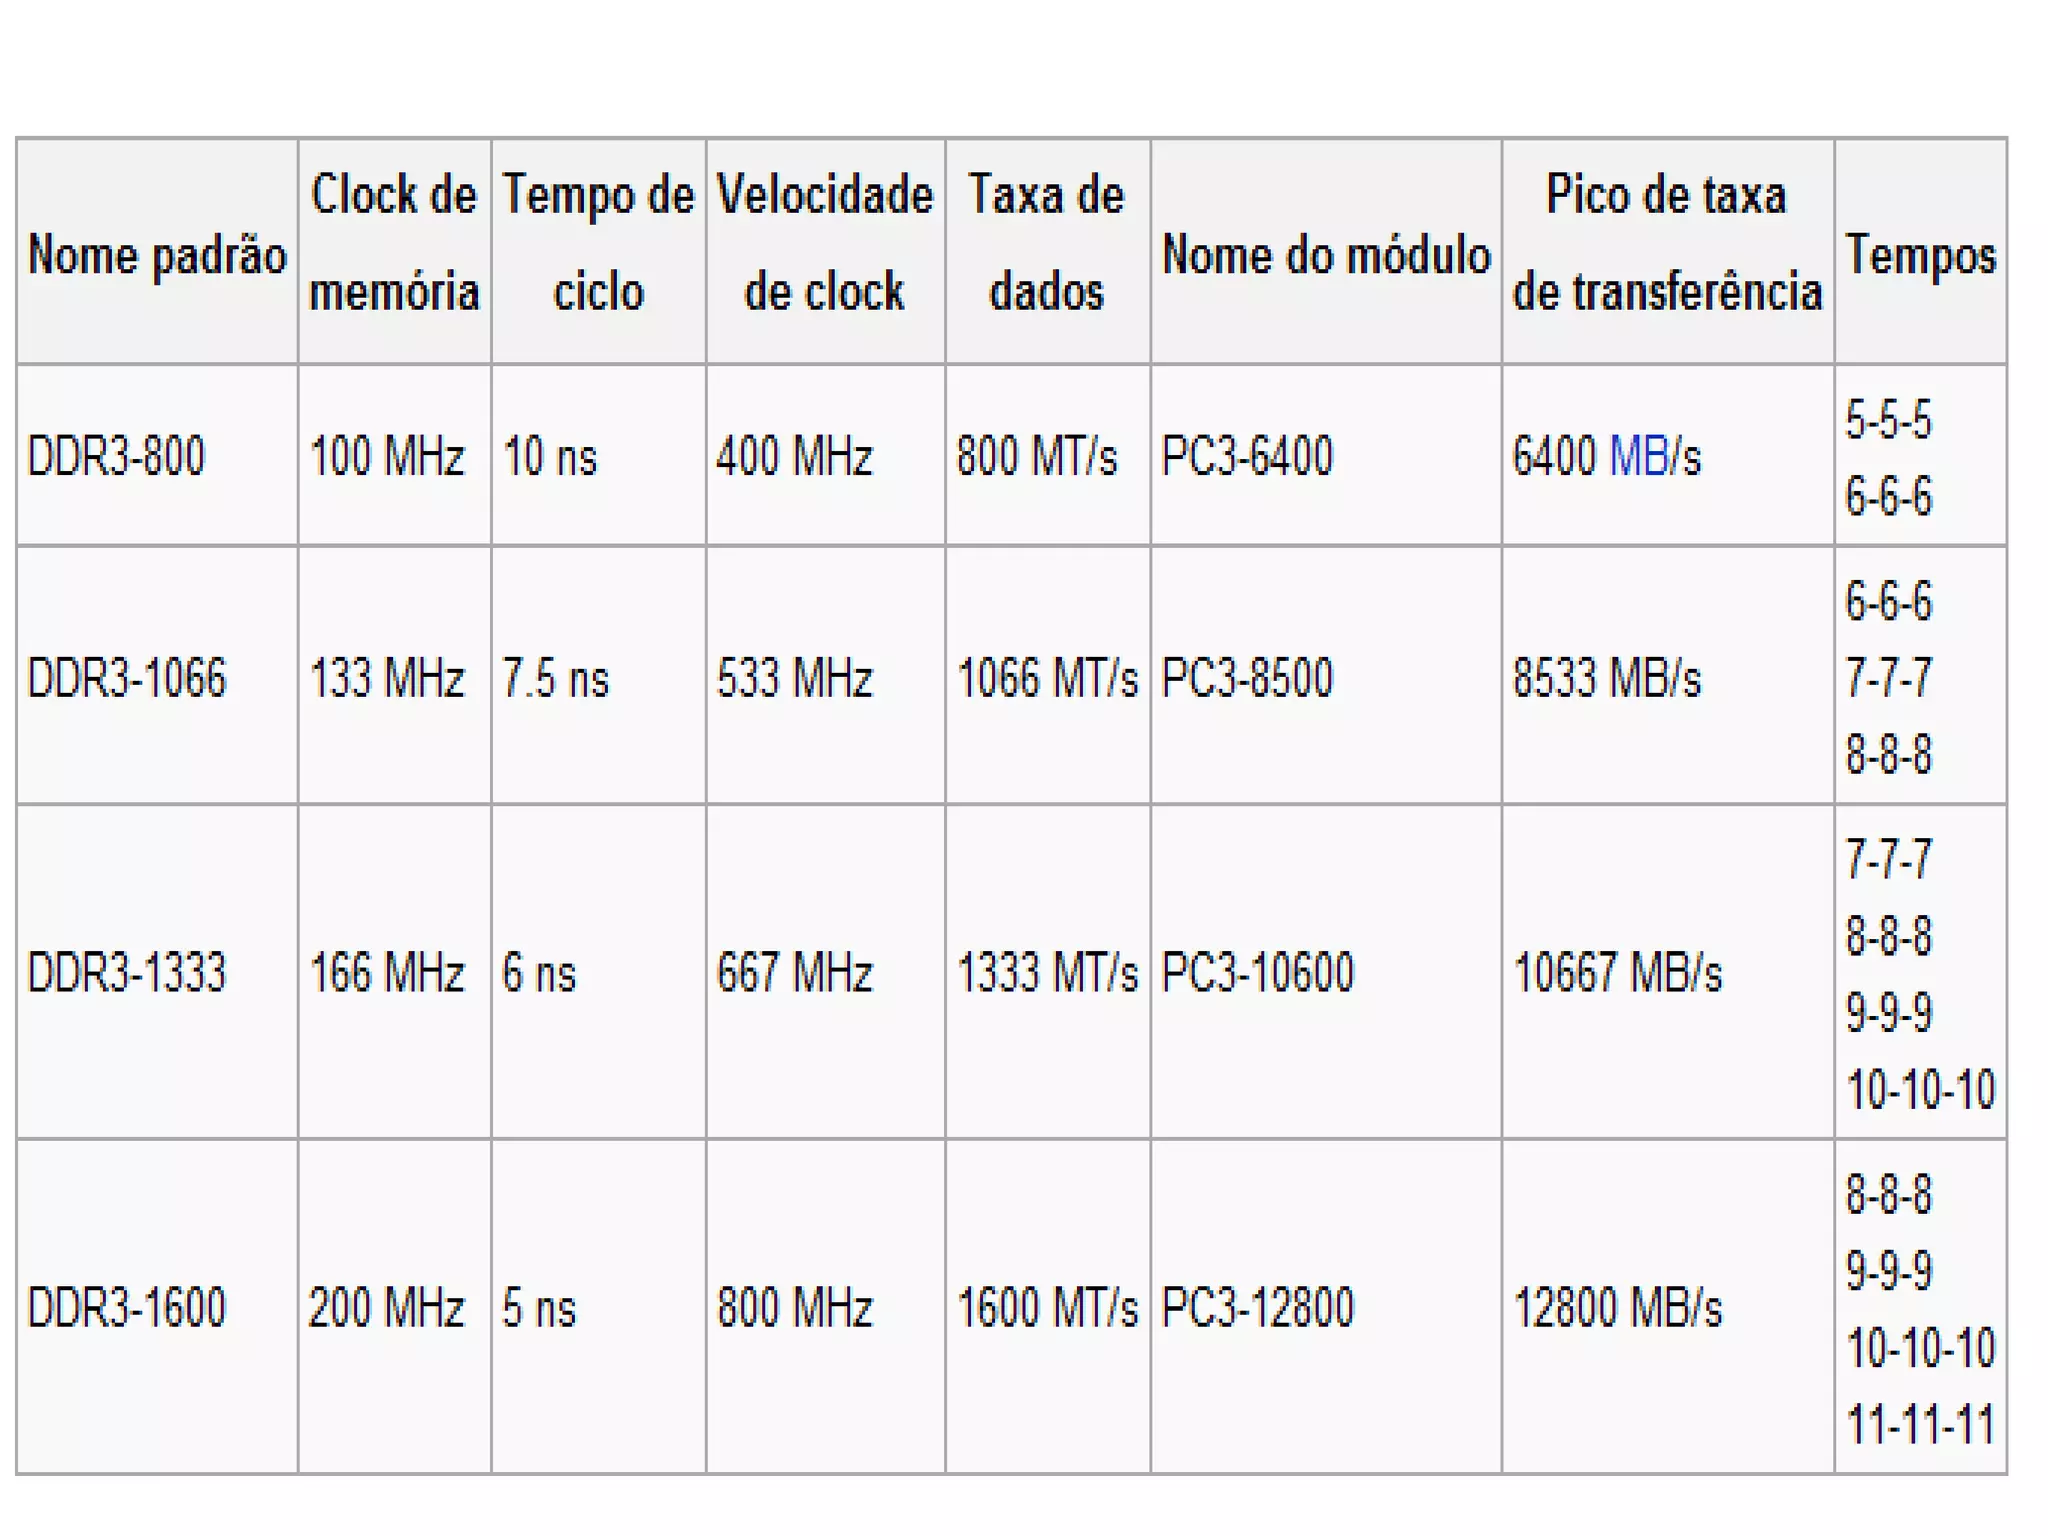 Nome padrão
Clock de
memória
Tempo de
ciclo
Velocidade
de clock
Taxa de
dados
Nome do módulo
Pico de taxa
de transferência
Tempos
DDR3-800
100 MHz
10 ns
400 MHz
800 MT/s
PC3-6400
6400 MB/s
5-5-5
6-6-6
DDR3-1066
133 MHz
7.5 ns
533 MHz
1066 MT/s
PC3-8500
8533 MB/s
6-6-6
7-7-7
8-8-8
DDR3-1333
166 MHz
6 ns
667 MHz
1333 MT/s
PC3-10600
10667 MB/s
7-7-7
8-8-8
9-9-9
10-10-10
DDR3-1600
200 MHz
5 ns
800 MHz
1600 MT/s
PC3-12800
12800 MB/s
8-8-8
9-9-9
10-10-10
11-11-11